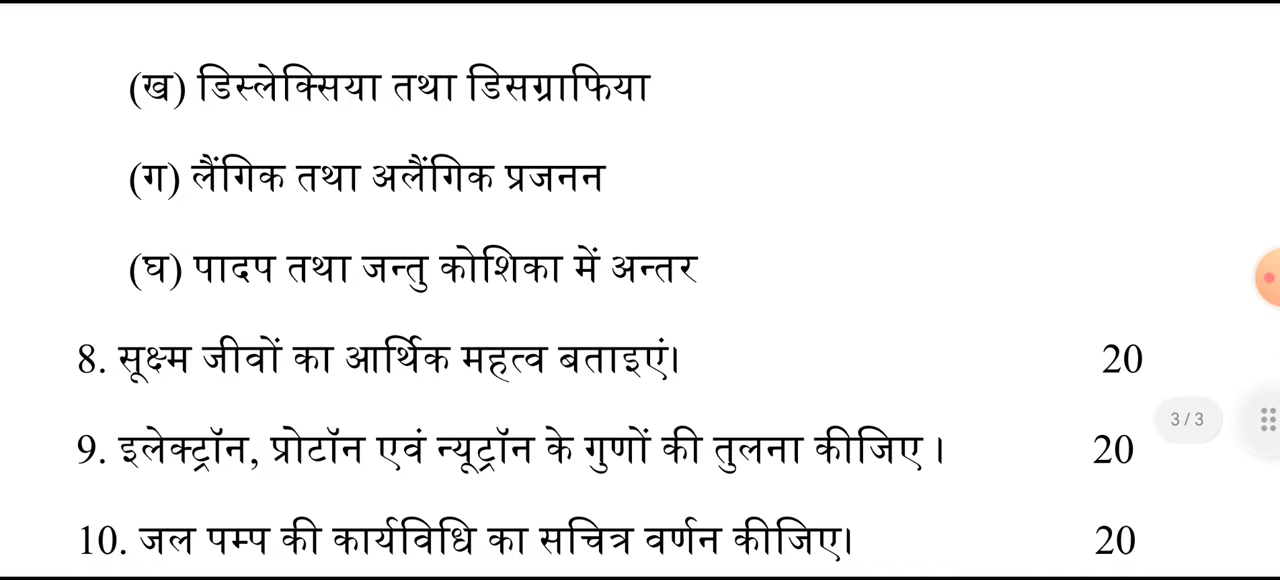 (ख) डिस्लेक्सिया तथा डिसग्राफिया
(ग) लैंगिक तथा अलैंगिक प्रजनन
(घ) पादप तथा जन्तु कोशिका में अन्तर
8. सूक्ष्म जीवों का आर्थिक महत्व बताइएं। 20
3/3
9. इलेक्ट्रॉन, प्रोटॉन एवं न्यूट्रॉन के गुणों की तुलना कीजिए । 20
10. जल पम्प की कार्यविधि का सचित्र वर्णन कीजिए। 20